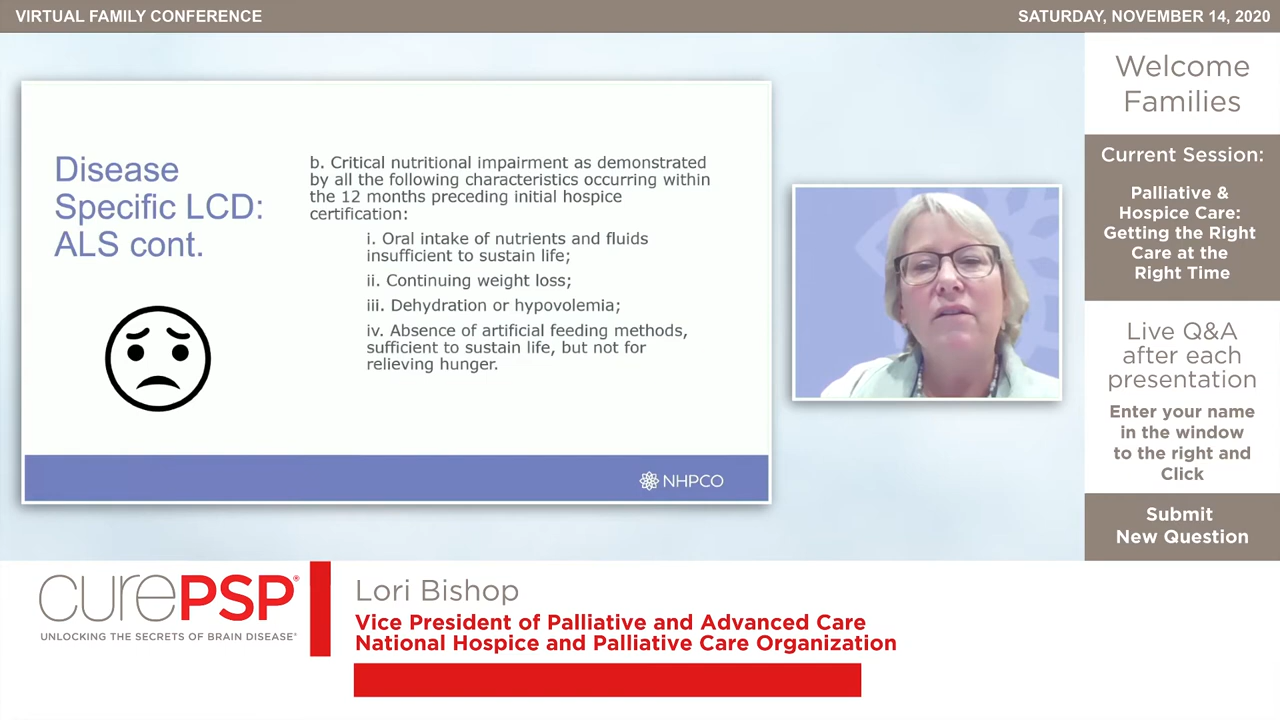 VIRTUAL FAMILY CONFERENCE
SATURDAY, NOVEMBER 14, 2020
Disease
Specific LCD:
ALS cont.
b. Critical nutritional impairment as demonstrated
by all the following characteristics occurring within
the 12 months preceding initial hospice
certification:
i. Oral intake of nutrients and fluids
insufficient to sustain life;
ii. Continuing weight loss;
iii. Dehydration or hypovolemia;
iv. Absence of artificial feeding methods,
sufficient to sustain life, but not for
relieving hunger.
NHPCO
Welcome
Families
Current Session:
Palliative &
Hospice Care:
Getting the Right
Care at the
Right Time
Live Q&A
after each
presentation
Enter your name
in the window
to the right and
Click
Submit
New Question
curePSP®
UNLOCKING THE SECRETS OF BRAIN DISEASE®
Lori Bishop
Vice President of Palliative and Advanced Care
National Hospice and Palliative Care Organization